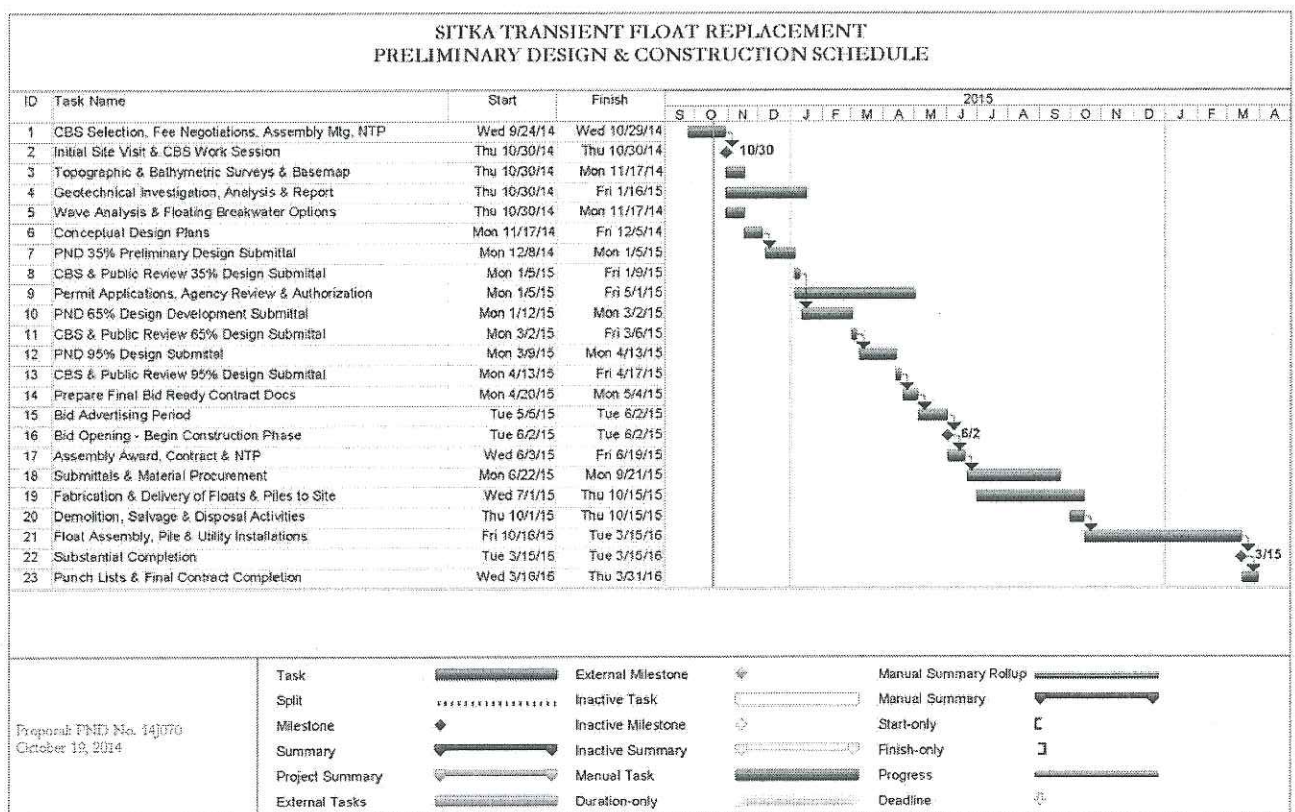 SITKA TRANSIENT FLOAT REPLACEMENT
PRELIMINARY DESIGN & CONSTRUCTION SCHEDULE
ID Task Name Start Finish 2015
S O N D J F M A M J J A S O N D J F M A
1 CBS Selection, Fee Negotiations, Assembly Mtg, NTP Wed 9/24/14 Wed 10/29/14
2 Initial Site Visit & CBS Work Session Thu 10/30/14 Thu 10/30/14 10/30
3 Topographic & Bathymetric Surveys & Basemap Thu 10/30/14 Mon 11/17/14
4 Geotechnical Investigation, Analysis & Report Thu 10/30/14 Fri 1/16/15
5 Wave Analysis & Floating Breakwater Options Thu 10/30/14 Mon 11/17/14
6 Conceptual Design Plans Mon 11/17/14 Fri 12/5/14
7 PND 35% Preliminary Design Submittal Mon 12/8/14 Mon 1/5/15
8 CBS & Public Review 35% Design Submittal Mon 1/5/15 Fri 1/9/15
9 Permit Applications, Agency Review & Authorization Mon 1/5/15 Fri 5/1/15
10 PND 65% Design Development Submittal Mon 1/12/15 Mon 3/2/15
11 CBS & Public Review 65% Design Submittal Mon 3/2/15 Fri 3/6/15
12 PND 95% Design Submittal Mon 3/9/15 Mon 4/13/15
13 CBS & Public Review 95% Design Submittal Mon 4/13/15 Fri 4/17/15
14 Prepare Final Bid Ready Contract Docs Mon 4/20/15 Mon 5/4/15
15 Bid Advertising Period Tue 5/5/15 Tue 6/2/15
16 Bid Opening - Begin Construction Phase Tue 6/2/15 Tue 6/2/15 6/2
17 Assembly Award, Contract & NTP Wed 6/3/15 Fri 6/19/15
18 Submittals & Material Procurement Mon 6/22/15 Mon 9/21/15
19 Fabrication & Delivery of Floats & Piles to Site Wed 7/1/15 Thu 10/15/15
20 Demolition, Salvage & Disposal Activities Thu 10/1/15 Thu 10/15/15
21 Float Assembly, Pile & Utility Installations Fri 10/16/15 Tue 3/15/16
22 Substantial Completion Tue 3/15/16 Tue 3/15/16 3/15
23 Punch Lists & Final Contract Completion Wed 3/16/16 Thu 3/31/16
Proposal: PND No. 14J070
October 19, 2014
Task External Milestone Manual Summary Rollup
Split Inactive Task Manual Summary
Milestone Inactive Milestone Start-only
Summary Inactive Summary Finish-only
Project Summary Manual Task Progress
External Tasks Duration-only Deadline